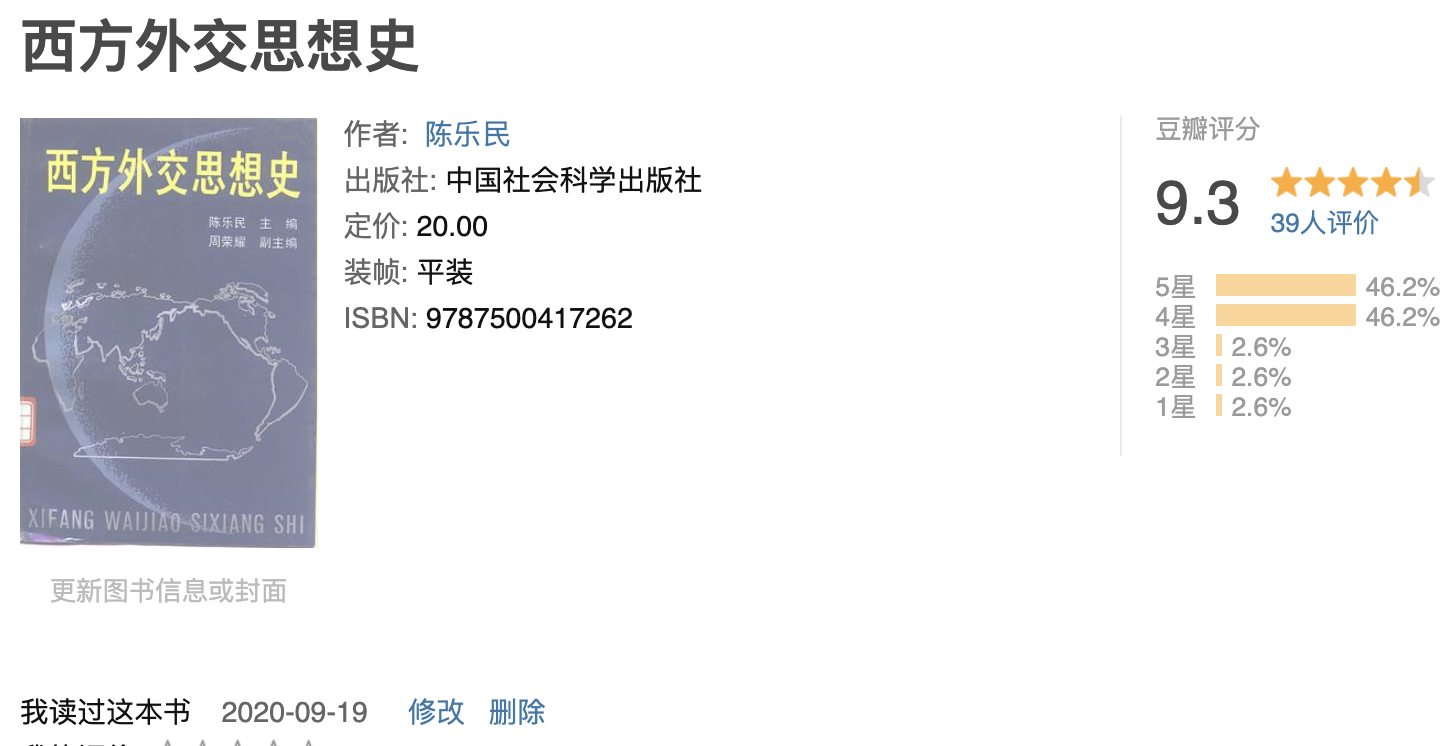 西方外交思想史
西方外交思想史
陈乐民 主 编
周荣耀 副主编
XIFANG WAIJIAO SIXIANG SHI
更新图书信息或封面
作者: 陈乐民
出版社: 中国社会科学出版社
定价: 20.00
装帧: 平装
ISBN: 9787500417262
豆瓣评分
9.3
39人评价
5星 46.2%
4星 46.2%
3星 2.6%
2星 2.6%
1星 2.6%
我读过这本书 2020-09-19 修改 删除